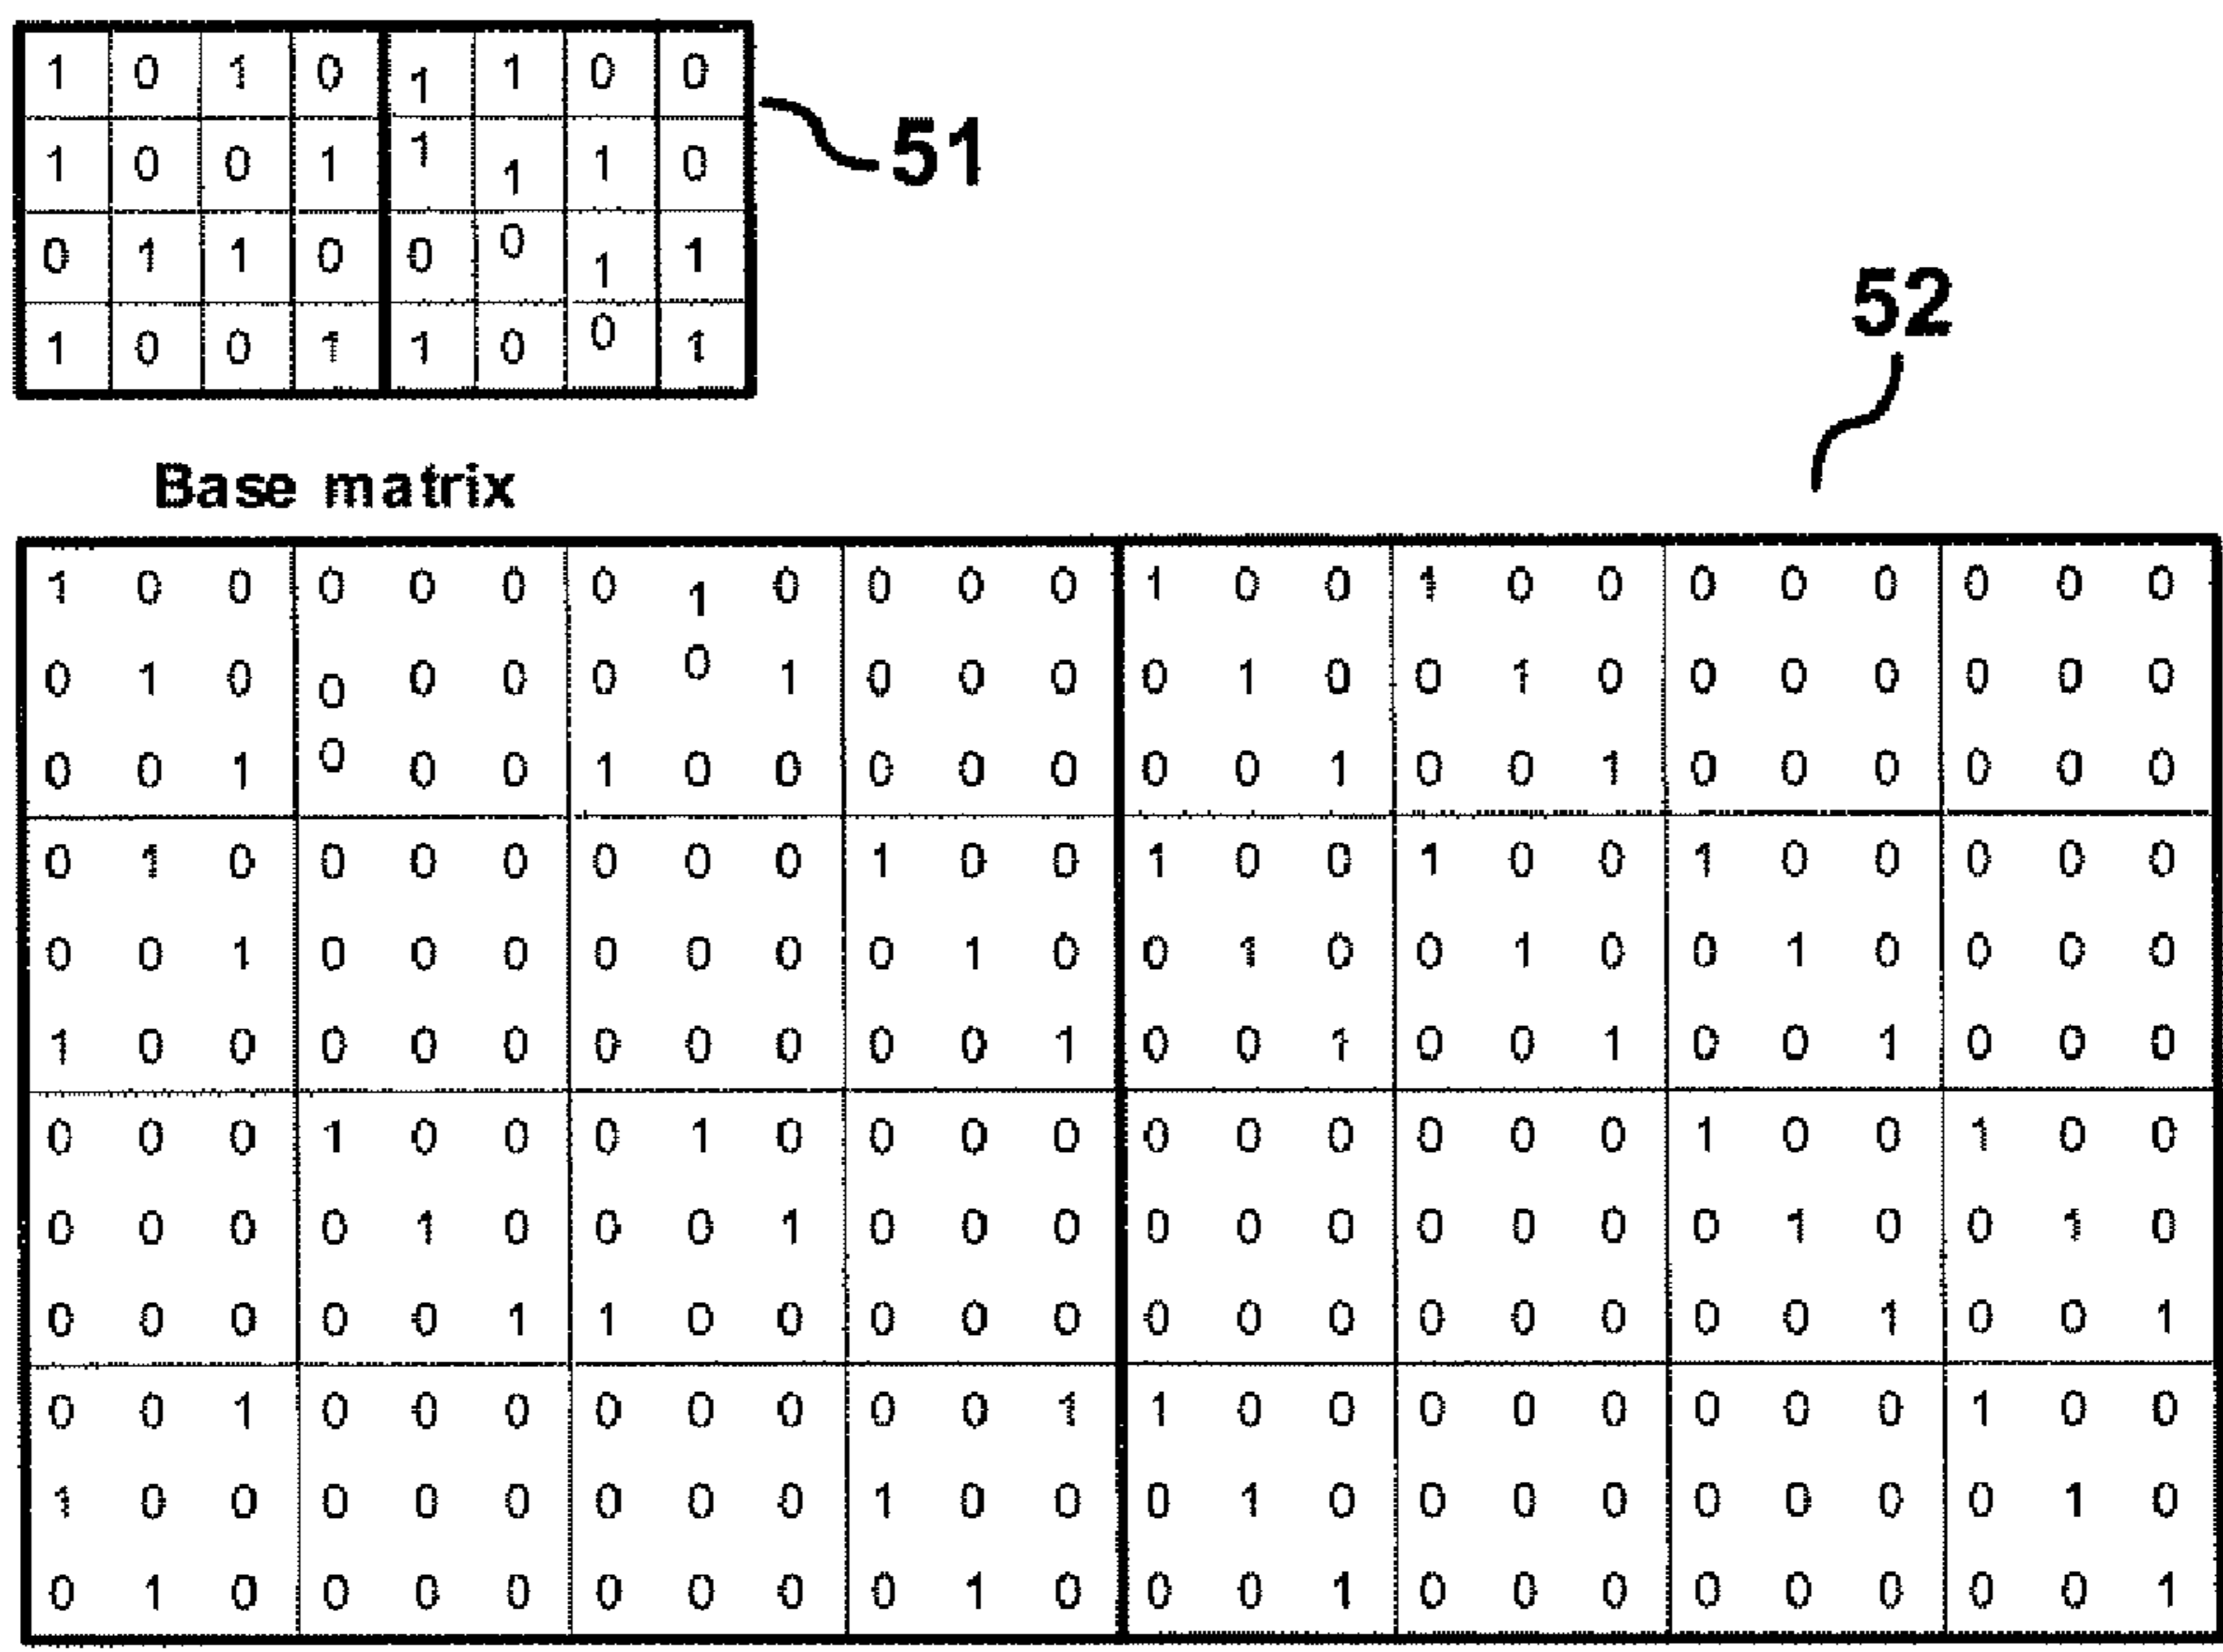 1 0 1 0 1 1 0 0
1 0 0 1 1 1 1 0
51
0 1 1 0 0 0 1 1
1 0 0 1 1 0 0 1
52
Base matrix
1 0 0 0 0 0 0 1 0 0 0 0 1 0 0 1 0 0 0 0 0 0 0 0
0 1 0 0 0 0 0 0 1 0 0 0 0 1 0 0 1 0 0 0 0 0 0 0
0 0 1 0 0 0 1 0 0 0 0 0 0 0 1 0 0 1 0 0 0 0 0 0
0 1 0 0 0 0 0 0 0 1 0 0 1 0 0 1 0 0 1 0 0 0 0 0
0 0 1 0 0 0 0 0 0 0 1 0 0 1 0 0 1 0 0 1 0 0 0 0
1 0 0 0 0 0 0 0 0 0 0 1 0 0 1 0 0 1 0 0 1 0 0 0
0 0 0 1 0 0 0 1 0 0 0 0 0 0 0 0 0 0 1 0 0 1 0 0
0 0 0 0 1 0 0 0 1 0 0 0 0 0 0 0 0 0 0 1 0 0 1 0
0 0 0 0 0 1 1 0 0 0 0 0 0 0 0 0 0 0 0 0 1 0 0 1
0 0 1 0 0 0 0 0 0 0 0 1 1 0 0 0 0 0 0 0 0 1 0 0
1 0 0 0 0 0 0 0 0 1 0 0 0 1 0 0 0 0 0 0 0 0 1 0
0 1 0 0 0 0 0 0 0 0 1 0 0 0 1 0 0 0 0 0 0 0 0 1